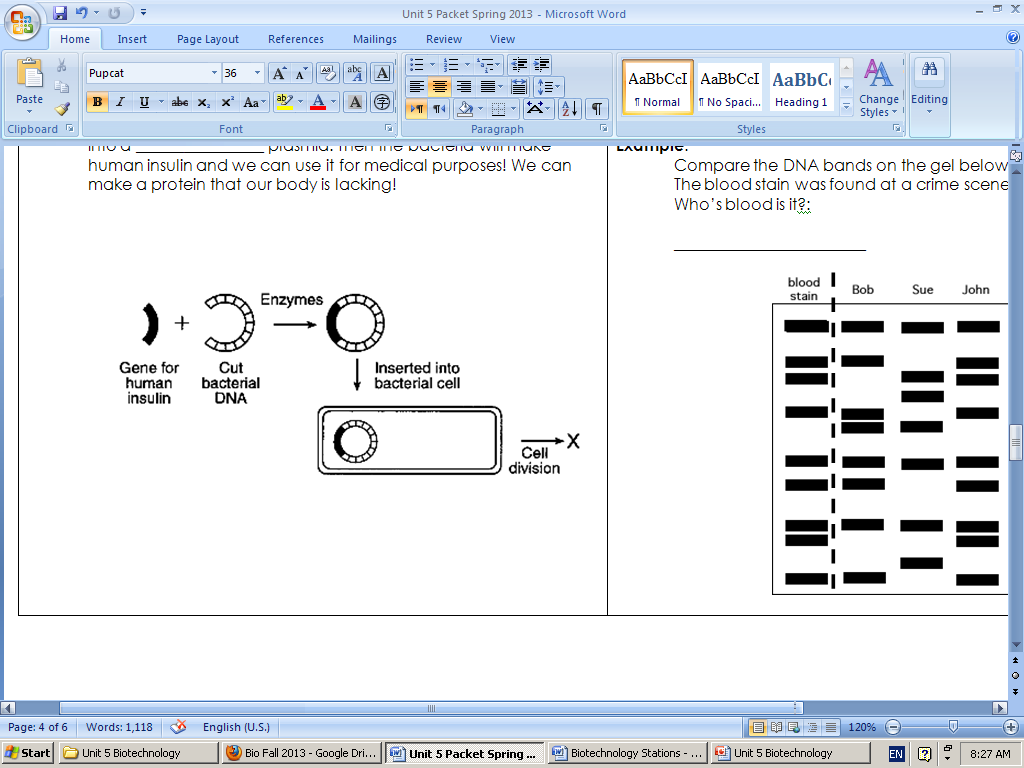 Unit 5 Packet Spring 2013 - Microsoft Word
Home Insert Page Layout References Mailings Review View
Paste
Clipboard
Pupcat 36
B I U abc X₂ X² Aa
Font
Paragraph
AaBbCcI AaBbCcI AaBbCc
¶ Normal ¶ No Spaci... Heading 1
Change Styles
Styles
Editing
into a ________________ plasmid. Then the bacteria will make
human insulin and we can use it for medical purposes! We can
make a protein that our body is lacking!
Gene for human insulin
+
Cut bacterial DNA
Enzymes
Inserted into bacterial cell
Cell division
X
Example:
Compare the DNA bands on the gel below
The blood stain was found at a crime scene
Who's blood is it?:
blood stain Bob Sue John
Page: 4 of 6 Words: 1,118 English (U.S.) 120%
Start Unit 5 Biotechnology Bio Fall 2013 - Google Dri... Unit 5 Packet Spring ... Biotechnology Stations - ... Unit 5 Biotechnology EN 8:27 AM